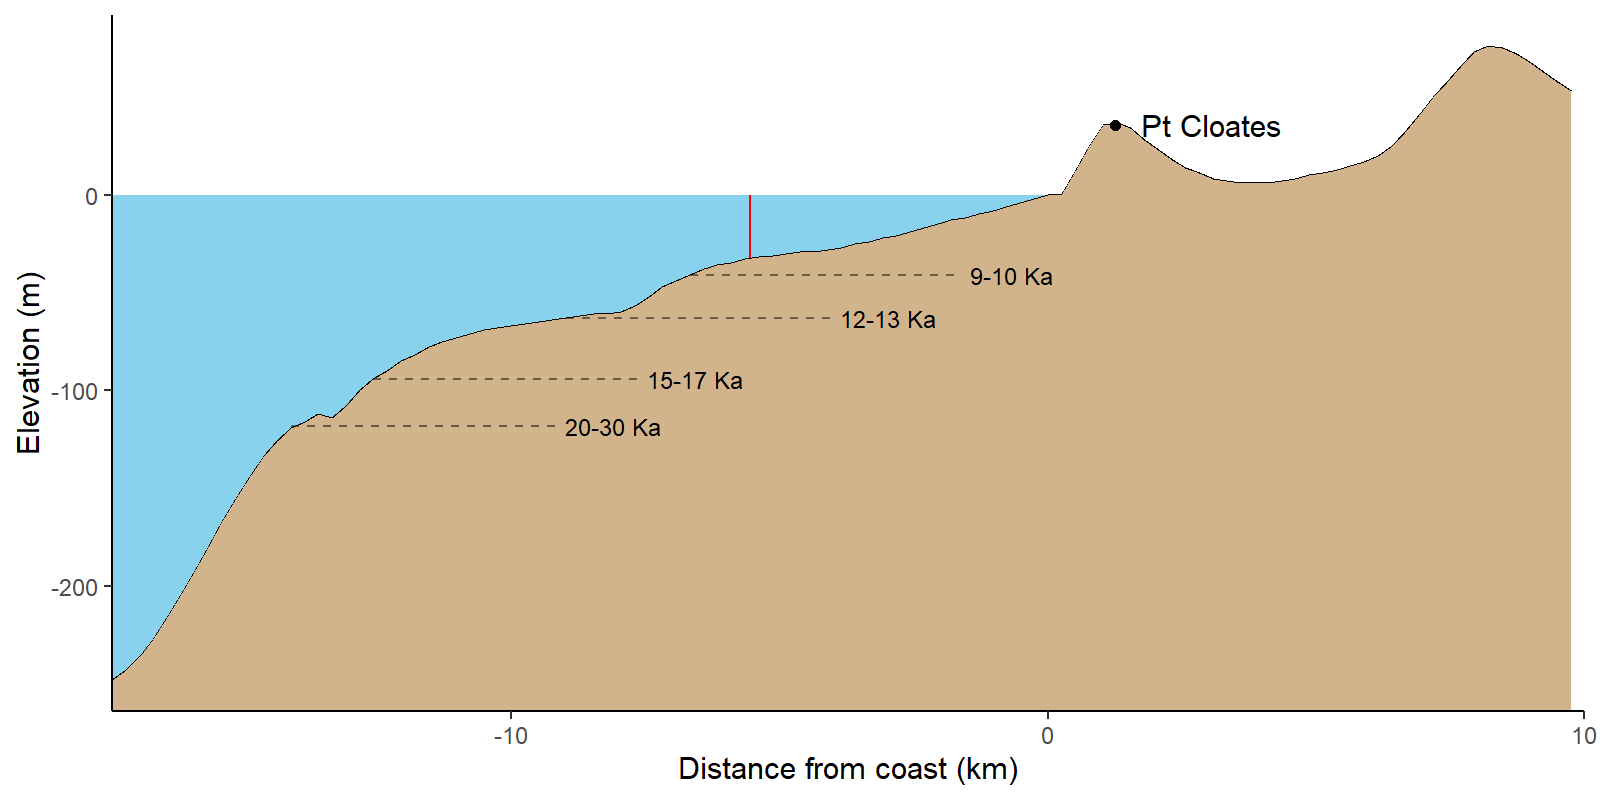 Pt Cloates
0
9-10 Ka
12-13 Ka
15-17 Ka
-100
20-30 Ka
-200
Elevation (m)
-10
0
10
Distance from coast (km)